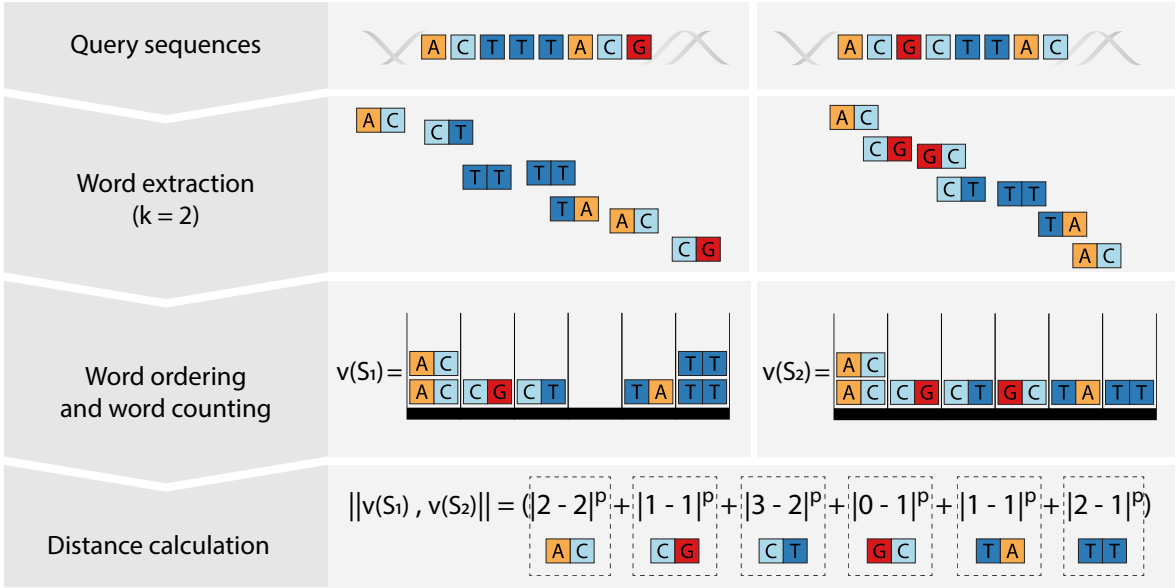 Query sequences
A C T T T A C G
A C G C T T A C
Word extraction
(k = 2)
A C
C T
T T
T T
T A
A C
C G
A C
C G
G C
C T
T T
T A
A C
Word ordering
and word counting
v(S₁) =
A C T T
A C C G C T T A T T
v(S₂) =
A C
A C C G C T G C T A T T
Distance calculation
||v(S₁) , v(S₂)|| = (|2 - 2|ᵖ + |1 - 1|ᵖ + |3 - 2|ᵖ + |0 - 1|ᵖ + |1 - 1|ᵖ + |2 - 1|ᵖ)
A C C G C T G C T A T T